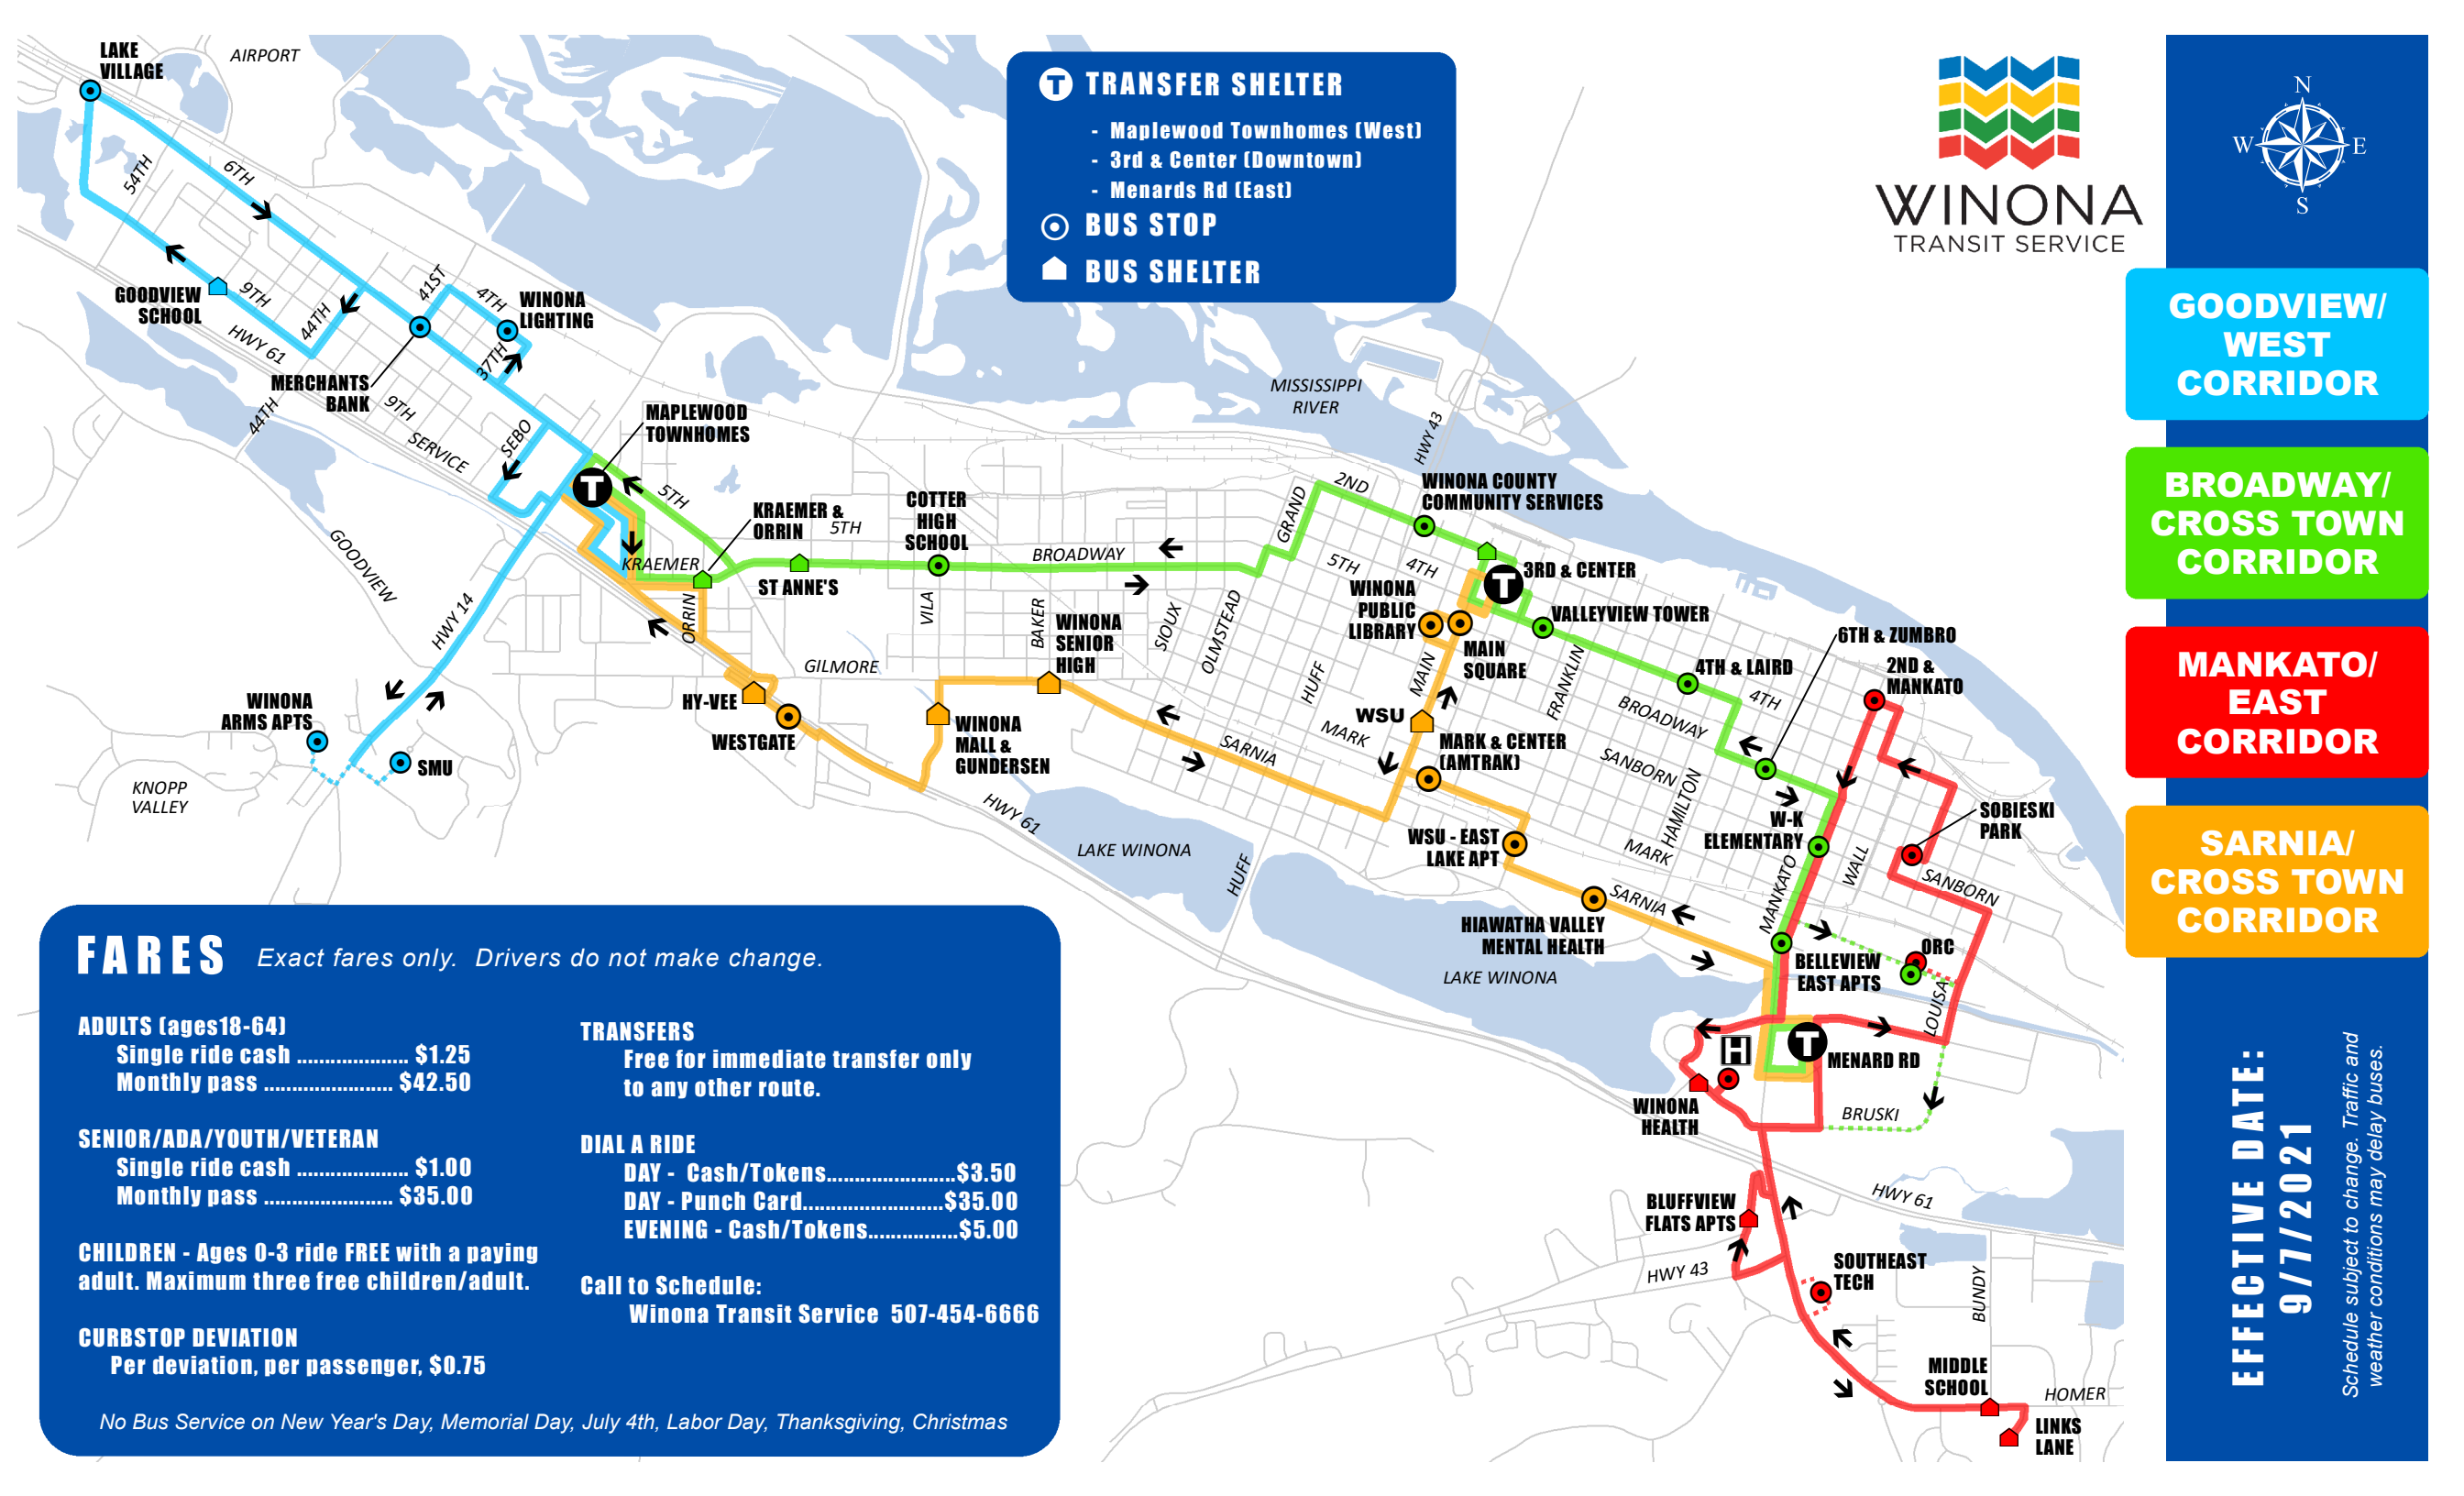 LAKE
VILLAGE
AIRPORT
54TH
6TH
GOODVIEW
SCHOOL
9TH
HWY 61
44TH
44TH
41ST
4TH
WINONA
LIGHTING
37TH
MERCHANTS
BANK
9TH
SERVICE
SEBO
MAPLEWOOD
TOWNHOMES
T
5TH
KRAEMER &
ORRIN
5TH
KRAEMER
ORRIN
ST ANNE'S
COTTER
HIGH
SCHOOL
BROADWAY
VILA
BAKER
WINONA
SENIOR
HIGH
SIOUX
OLMSTEAD
GRAND
2ND
GOODVIEW
HWY 14
WINONA
ARMS APTS
SMU
KNOPP
VALLEY
GILMORE
HY-VEE
WESTGATE
WINONA
MALL &
GUNDERSEN
HWY 61
SARNIA
LAKE WINONA
HUFF
HUFF
MARK
T TRANSFER SHELTER
- Maplewood Townhomes (West)
- 3rd & Center (Downtown)
- Menards Rd (East)
BUS STOP
BUS SHELTER
MISSISSIPPI
RIVER
HWY 43
WINONA COUNTY
COMMUNITY SERVICES
5TH
4TH
T
3RD & CENTER
WINONA
PUBLIC
LIBRARY
MAIN
SQUARE
MAIN
VALLEYVIEW TOWER
FRANKLIN
4TH & LAIRD
4TH
BROADWAY
6TH & ZUMBRO
2ND &
MANKATO
WSU
MARK & CENTER
(AMTRAK)
SANBORN
HAMILTON
MARK
W-K
ELEMENTARY
WALL
SOBIESKI
PARK
SANBORN
WSU - EAST
LAKE APT
SARNIA
HIAWATHA VALLEY
MENTAL HEALTH
LAKE WINONA
MANKATO
BELLEVIEW
EAST APTS
ORC
LOUISA
H
T
MENARD RD
WINONA
HEALTH
BRUSKI
HWY 61
BLUFFVIEW
FLATS APTS
HWY 43
SOUTHEAST
TECH
BUNDY
MIDDLE
SCHOOL
HOMER
LINKS
LANE
WINONA
TRANSIT SERVICE
N
W
E
S
GOODVIEW/
WEST
CORRIDOR
BROADWAY/
CROSS TOWN
CORRIDOR
MANKATO/
EAST
CORRIDOR
SARNIA/
CROSS TOWN
CORRIDOR
EFFECTIVE DATE:
9/7/2021
Schedule subject to change. Traffic and
weather conditions may delay buses.
FARES Exact fares only. Drivers do not make change.
ADULTS (ages18-64)
Single ride cash .................... $1.25
Monthly pass ....................... $42.50
SENIOR/ADA/YOUTH/VETERAN
Single ride cash .................... $1.00
Monthly pass ....................... $35.00
CHILDREN - Ages 0-3 ride FREE with a paying
adult. Maximum three free children/adult.
CURBSTOP DEVIATION
Per deviation, per passenger, $0.75
TRANSFERS
Free for immediate transfer only
to any other route.
DIAL A RIDE
DAY - Cash/Tokens.......................$3.50
DAY - Punch Card.........................$35.00
EVENING - Cash/Tokens................$5.00
Call to Schedule:
Winona Transit Service 507-454-6666
No Bus Service on New Year's Day, Memorial Day, July 4th, Labor Day, Thanksgiving, Christmas